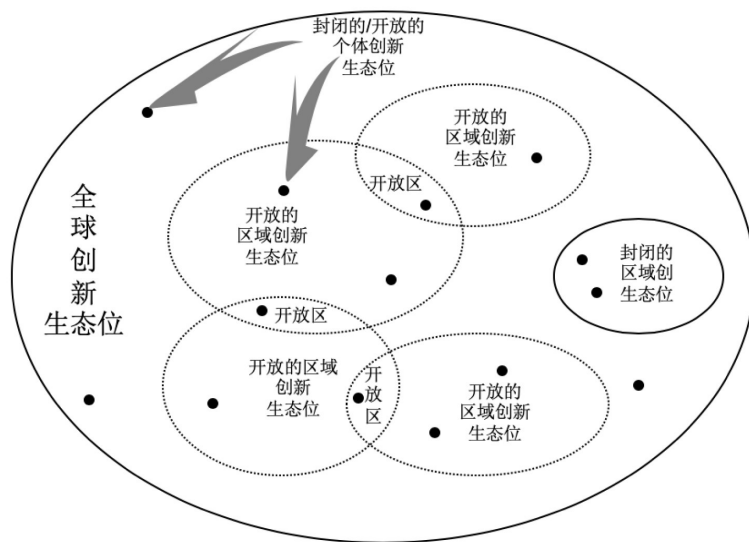 封闭的/开放的
个体创新
生态位
开放的
区域创新
生态位
开放区
全
球
创
新
生态位
开放的
区域创新
生态位
封闭的
区域创
生态位
开放区
开放的区域
创新
生态位
开
放
区
开放的
区域创新
生态位